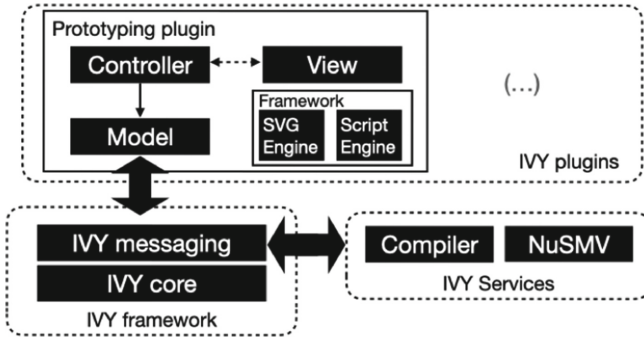 Prototyping plugin
Controller
View
Model
Framework
SVG
Engine
Script
Engine
(...)
IVY plugins
IVY messaging
IVY core
IVY framework
Compiler
NuSMV
IVY Services